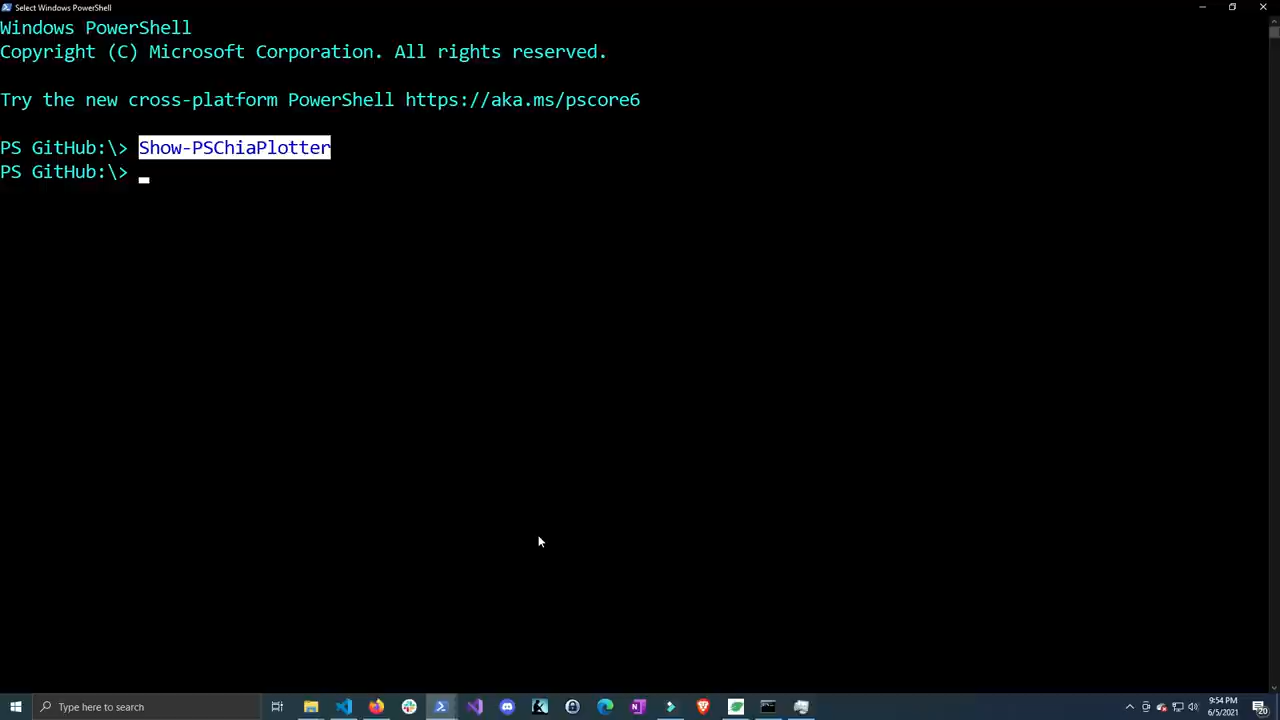 Select Windows PowerShell
Windows PowerShell
Copyright (C) Microsoft Corporation. All rights reserved.
Try the new cross-platform PowerShell https://aka.ms/pscore6
PS GitHub:\> Show-PSChiaPlotter
PS GitHub:\>
Type here to search
9:54 PM
6/5/2021
20